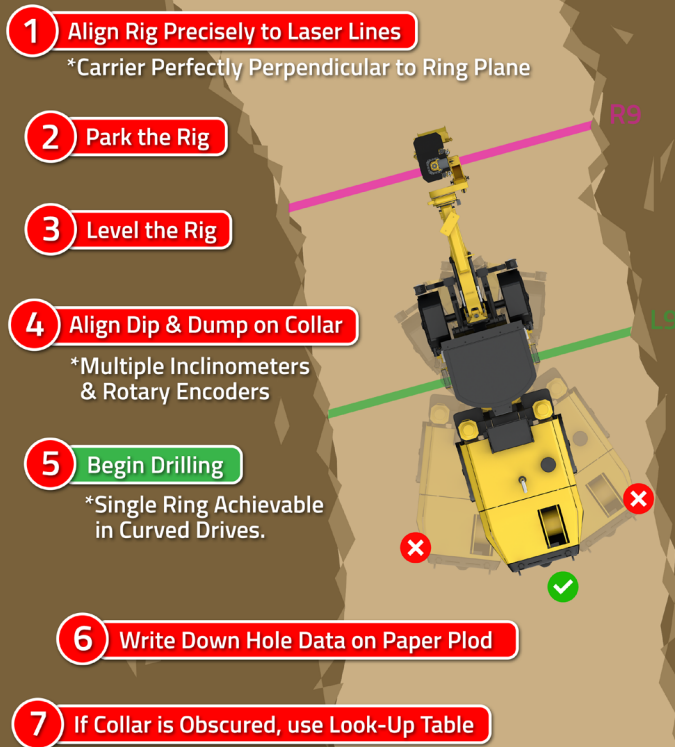 1 Align Rig Precisely to Laser Lines
*Carrier Perfectly Perpendicular to Ring Plane
R9
2 Park the Rig
3 Level the Rig
4 Align Dip & Dump on Collar
L9
*Multiple Inclinometers
& Rotary Encoders
5 Begin Drilling
*Single Ring Achievable
in Curved Drives.
6 Write Down Hole Data on Paper Plod
7 If Collar is Obscured, use Look-Up Table